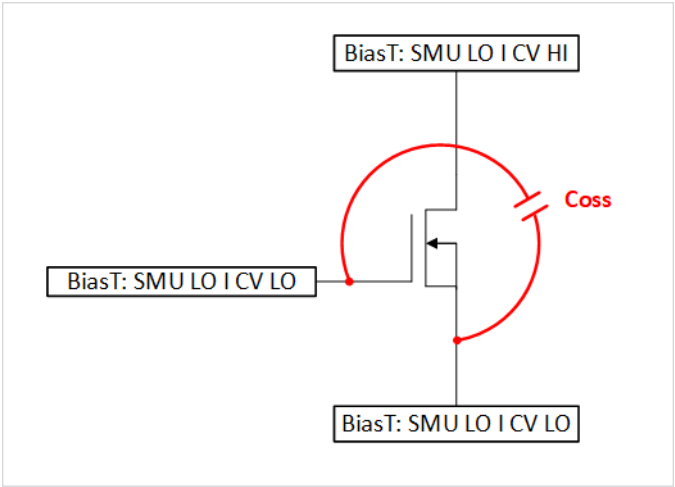 BiasT: SMU LO I CV HI
Coss
BiasT: SMU LO I CV LO
BiasT: SMU LO I CV LO